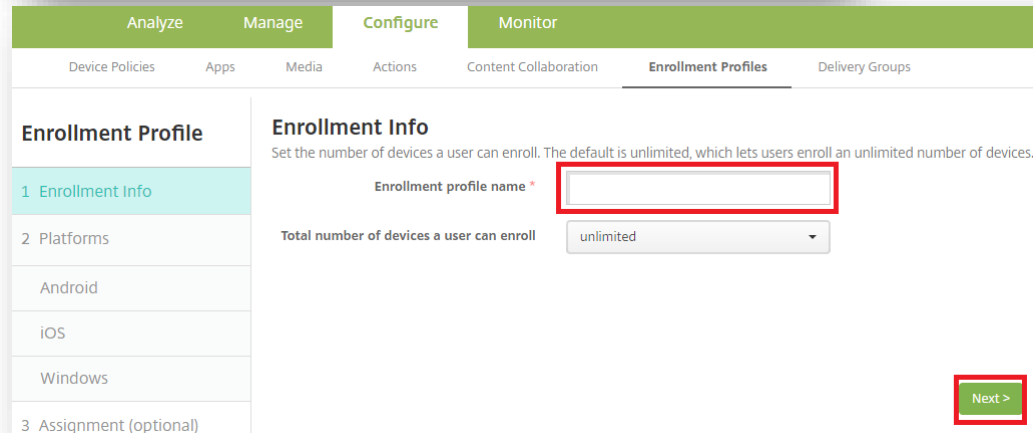 Analyze Manage Configure Monitor
Device Policies Apps Media Actions Content Collaboration Enrollment Profiles Delivery Groups
Enrollment Profile
1 Enrollment Info
2 Platforms
Android
iOS
Windows
3 Assignment (optional)
Enrollment Info
Set the number of devices a user can enroll. The default is unlimited, which lets users enroll an unlimited number of devices.
Enrollment profile name *
Total number of devices a user can enroll unlimited
Next >